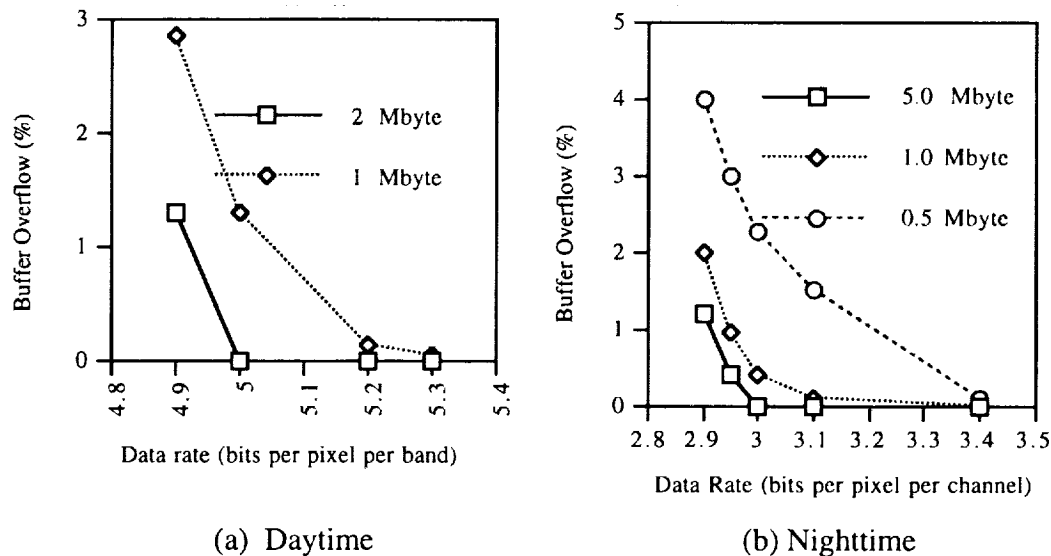 3
2
1
0
Buffer Overflow (%)
2 Mbyte
1 Mbyte
4.8
4.9
5
5.1
5.2
5.3
5.4
Data rate (bits per pixel per band)
(a) Daytime
5
4
3
2
1
0
Buffer Overflow (%)
5.0 Mbyte
1.0 Mbyte
0.5 Mbyte
2.8
2.9
3
3.1
3.2
3.3
3.4
3.5
Data Rate (bits per pixel per channel)
(b) Nighttime